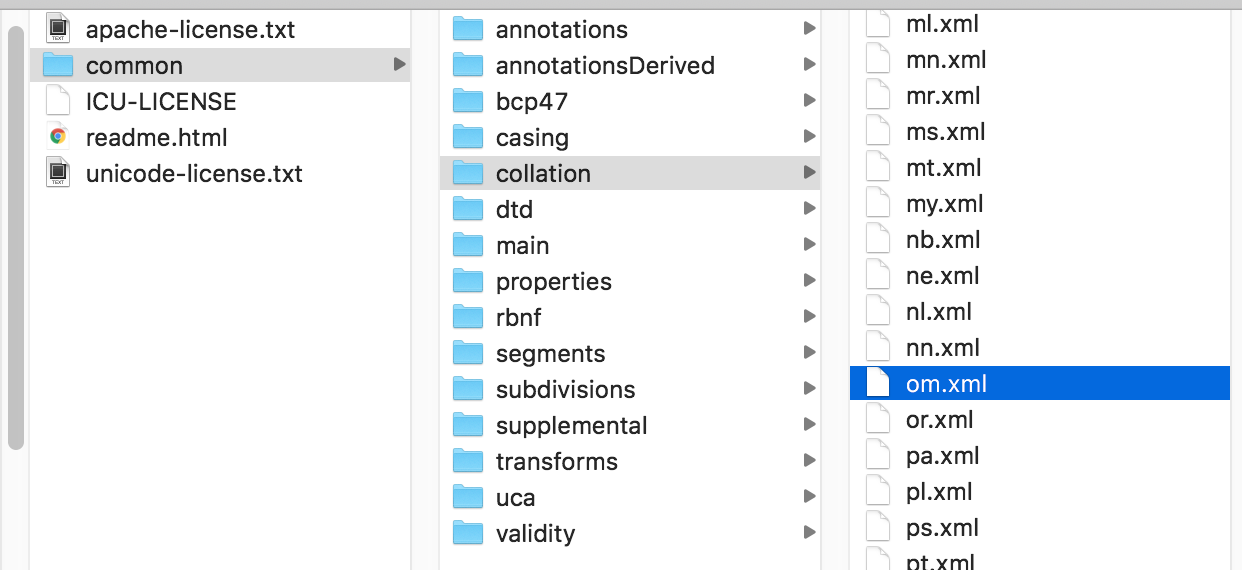 apache-license.txt
common
ICU-LICENSE
readme.html
unicode-license.txt
annotations
annotationsDerived
bcp47
casing
collation
dtd
main
properties
rbnf
segments
subdivisions
supplemental
transforms
uca
validity
ml.xml
mn.xml
mr.xml
ms.xml
mt.xml
my.xml
nb.xml
ne.xml
nl.xml
nn.xml
om.xml
or.xml
pa.xml
pl.xml
ps.xml
pt.xml